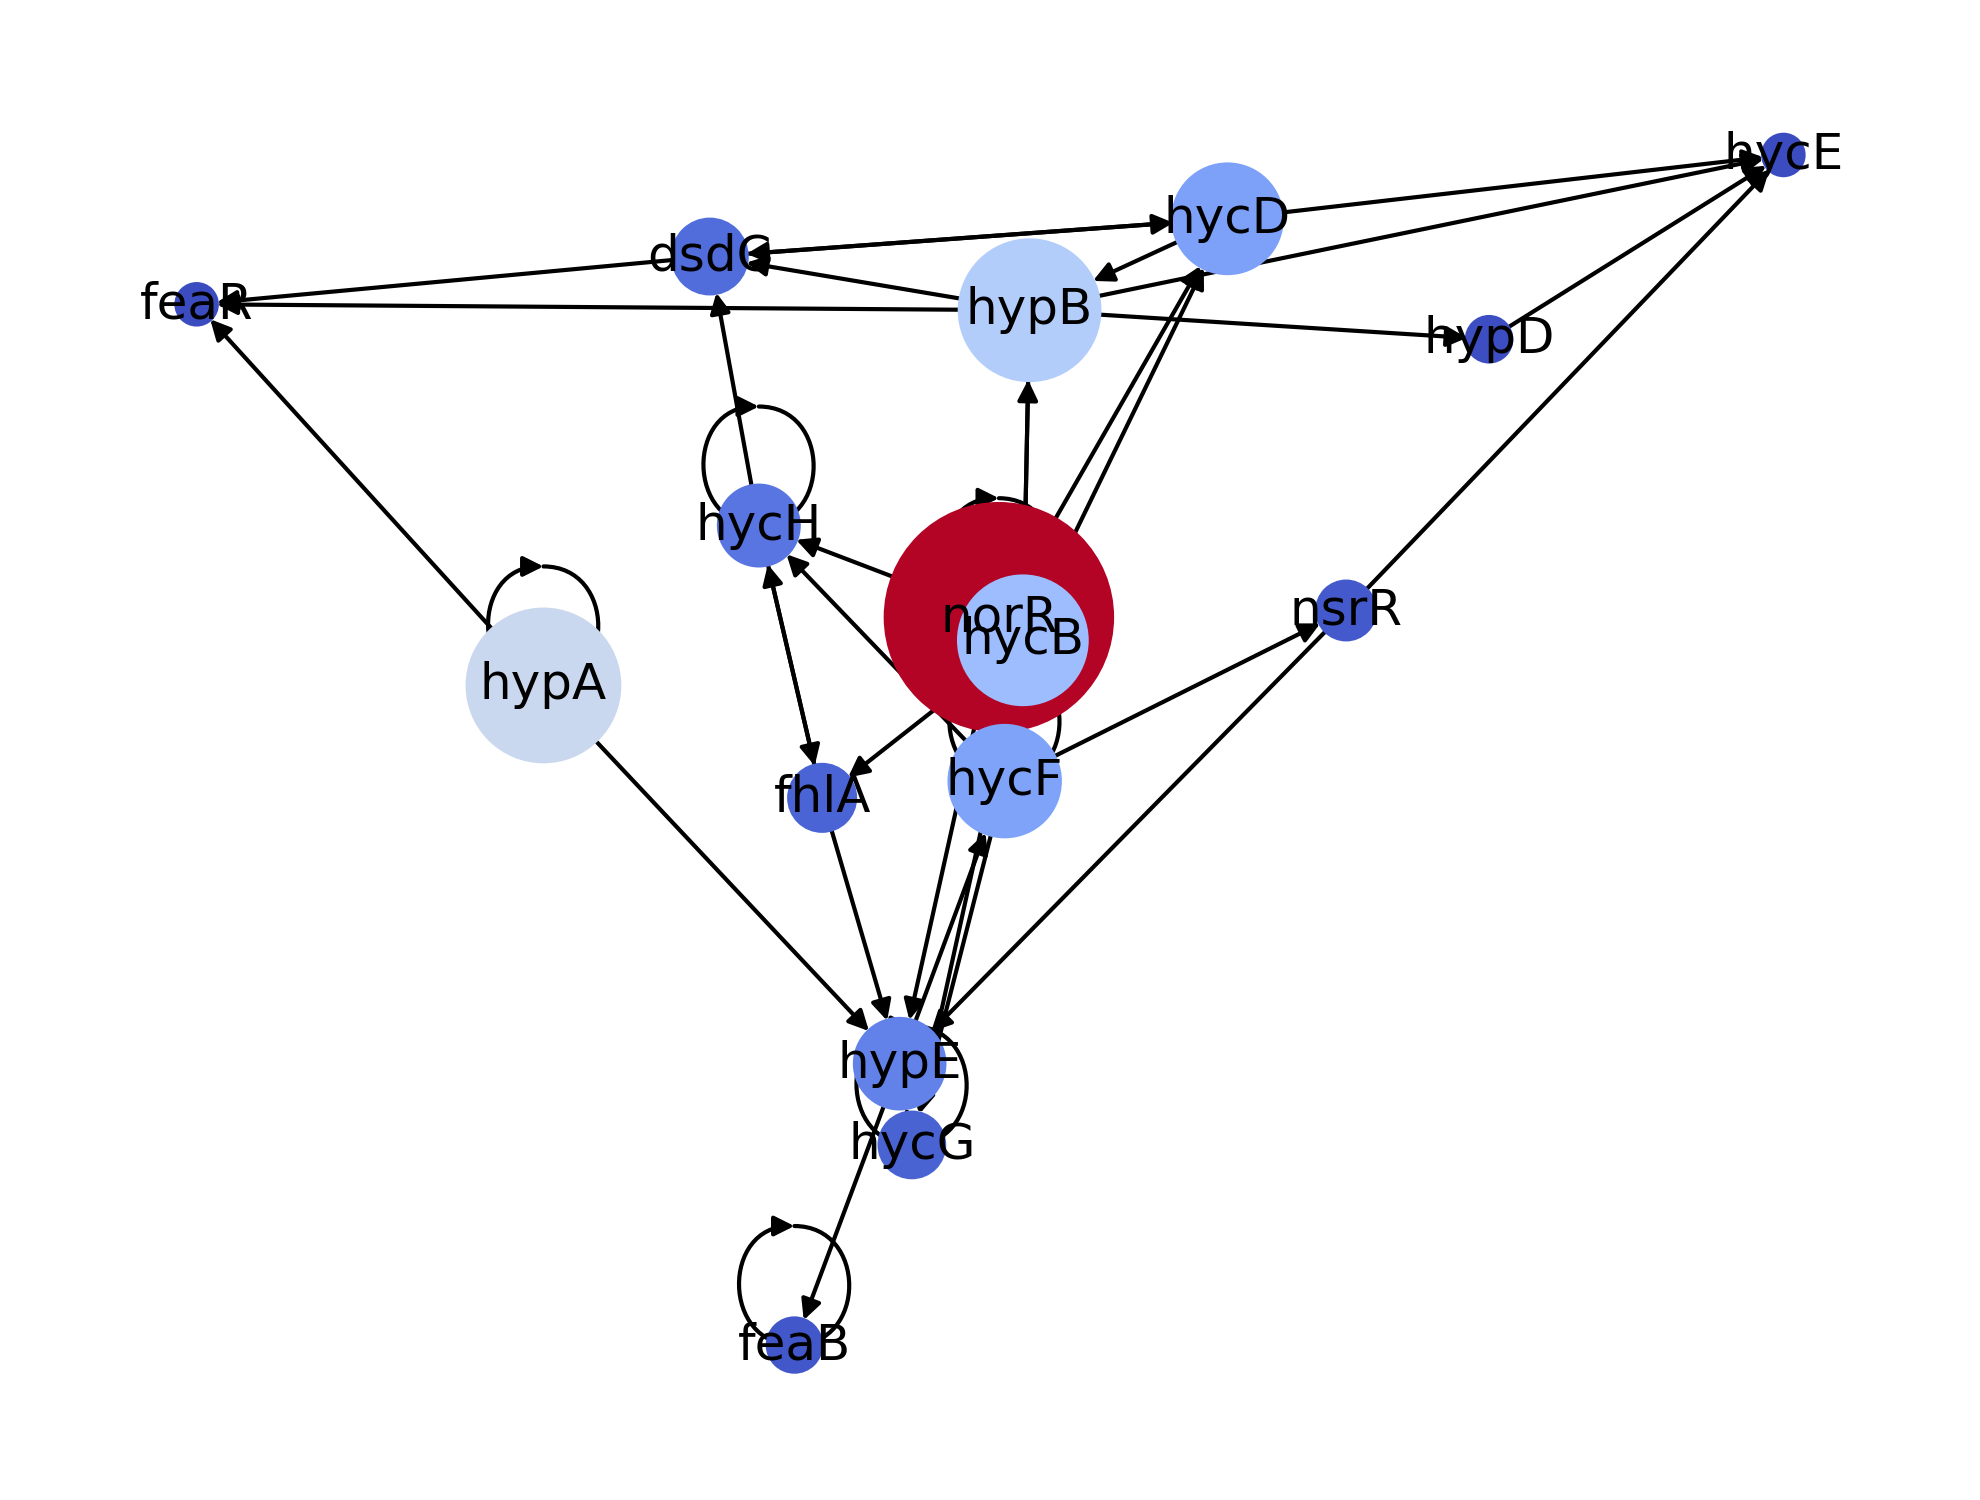 hycE
hycD
dsdC
feaR
hypB
hypD
hycH
norR
hycB
nsrR
hypA
hycF
fhlA
hypE
hycG
feaB